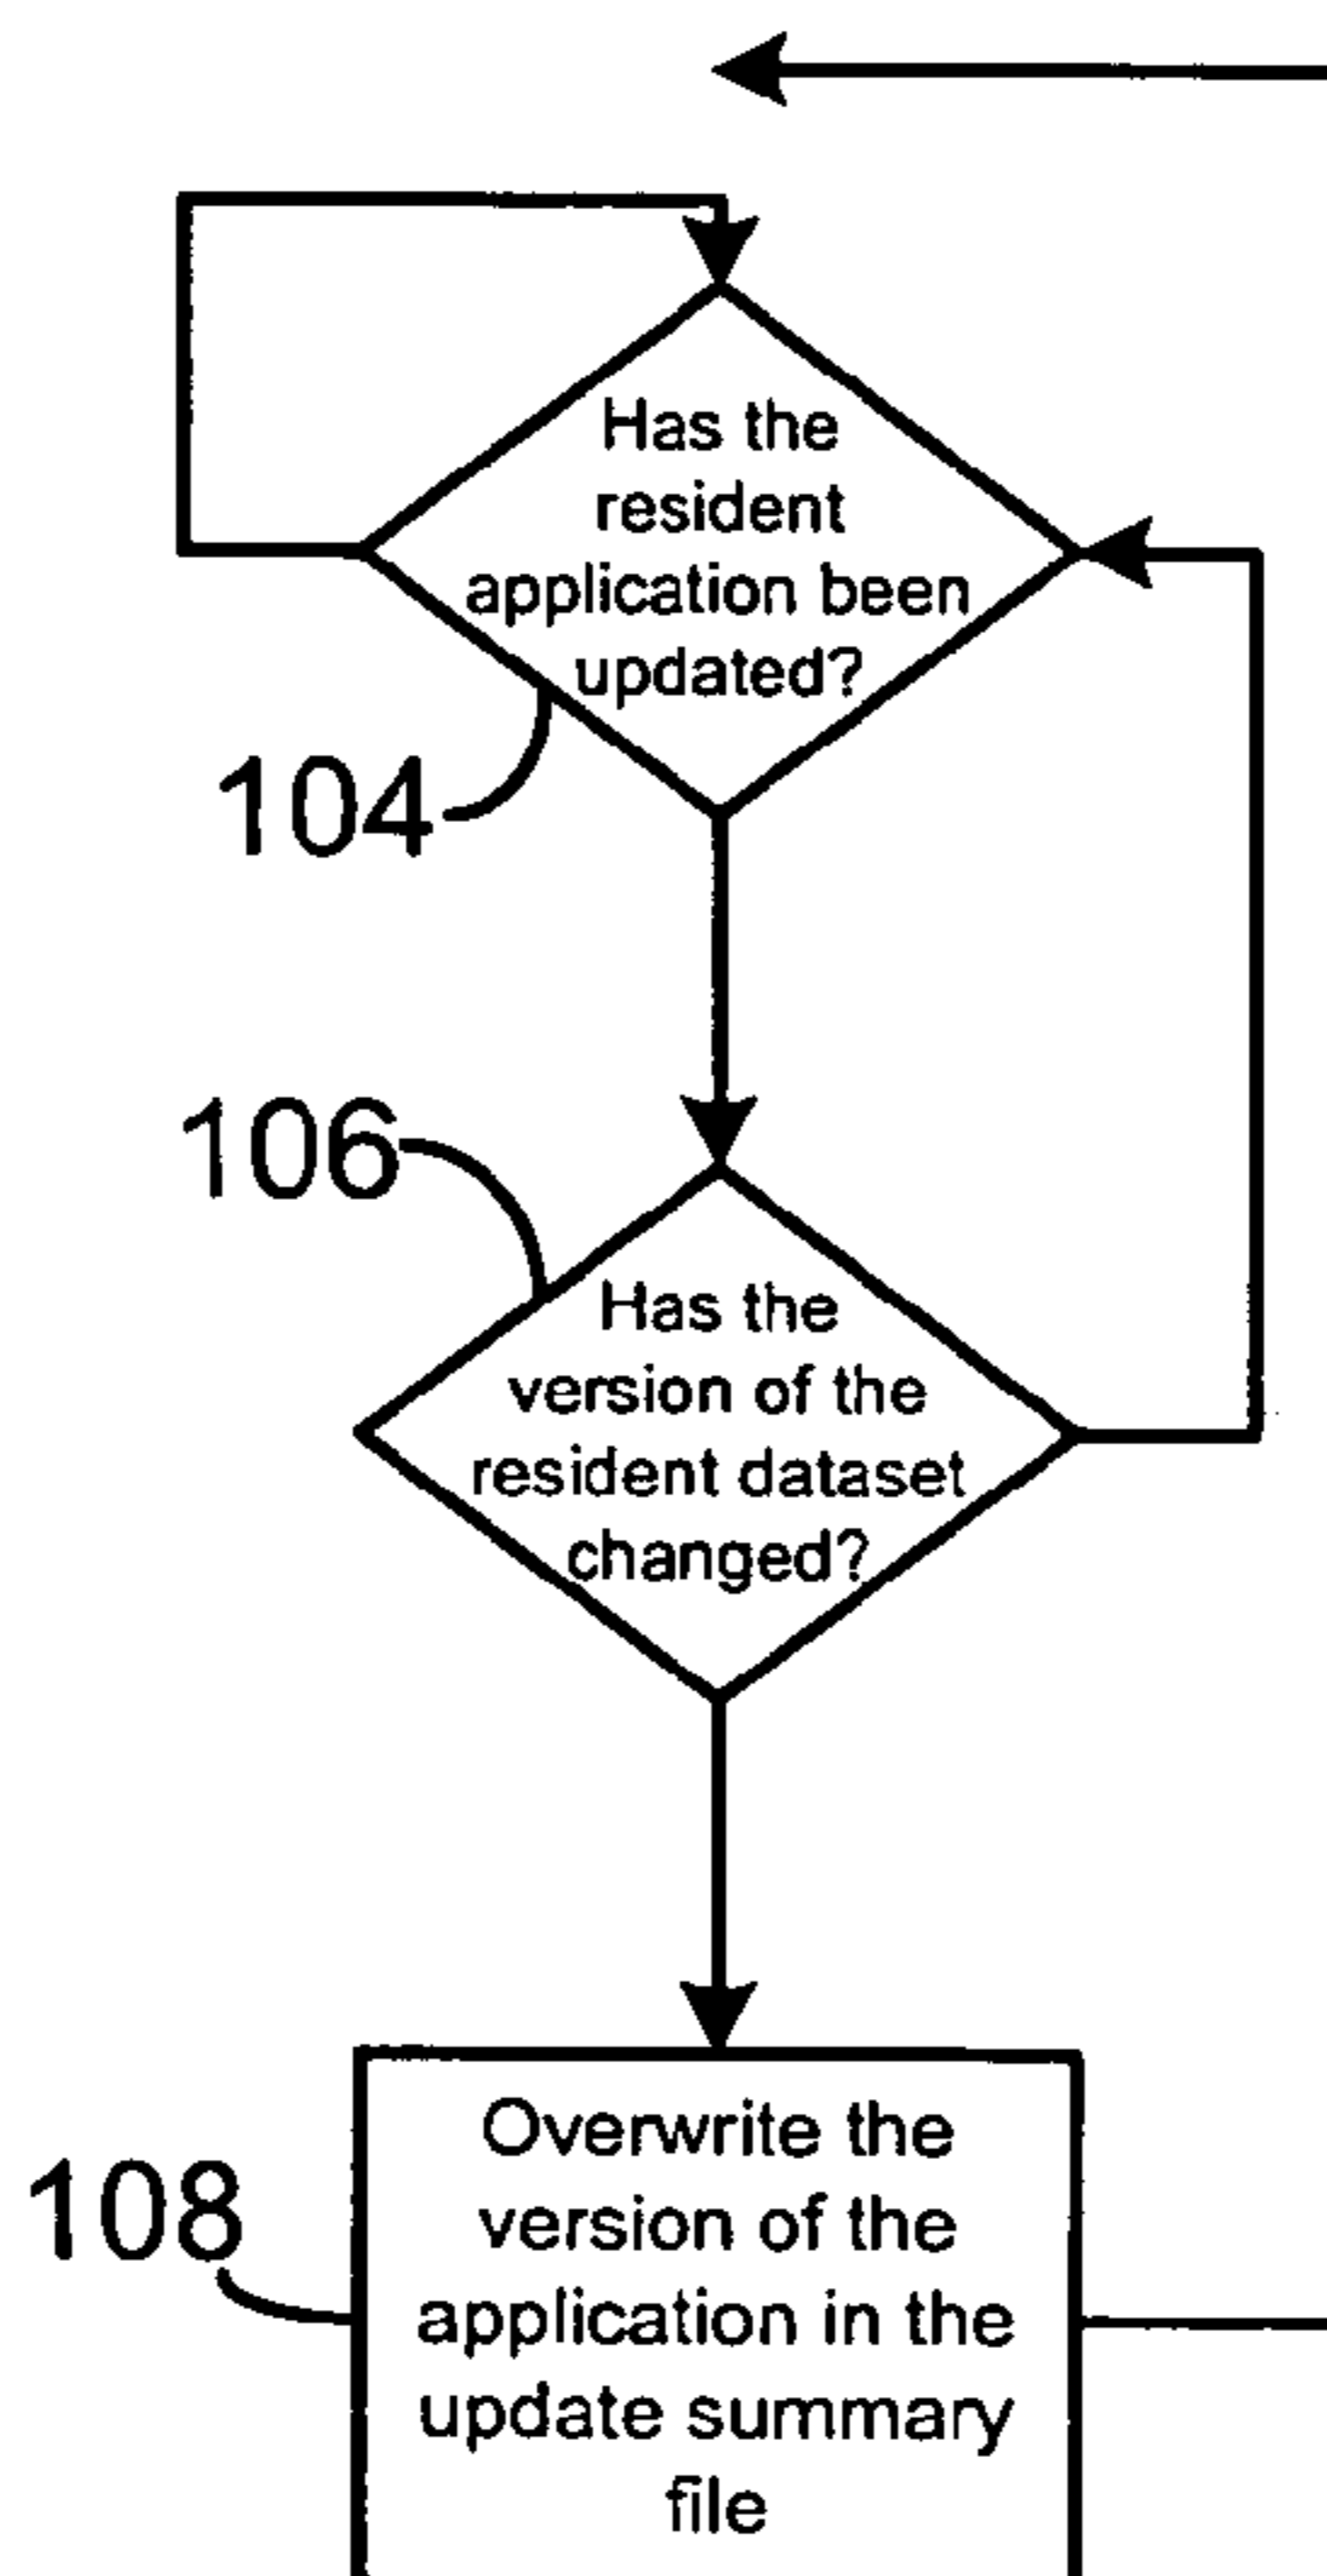 Has the
resident
application been
updated?
104
106
Has the
version of the
resident dataset
changed?
Overwrite the
version of the
application in the
update summary
file
108